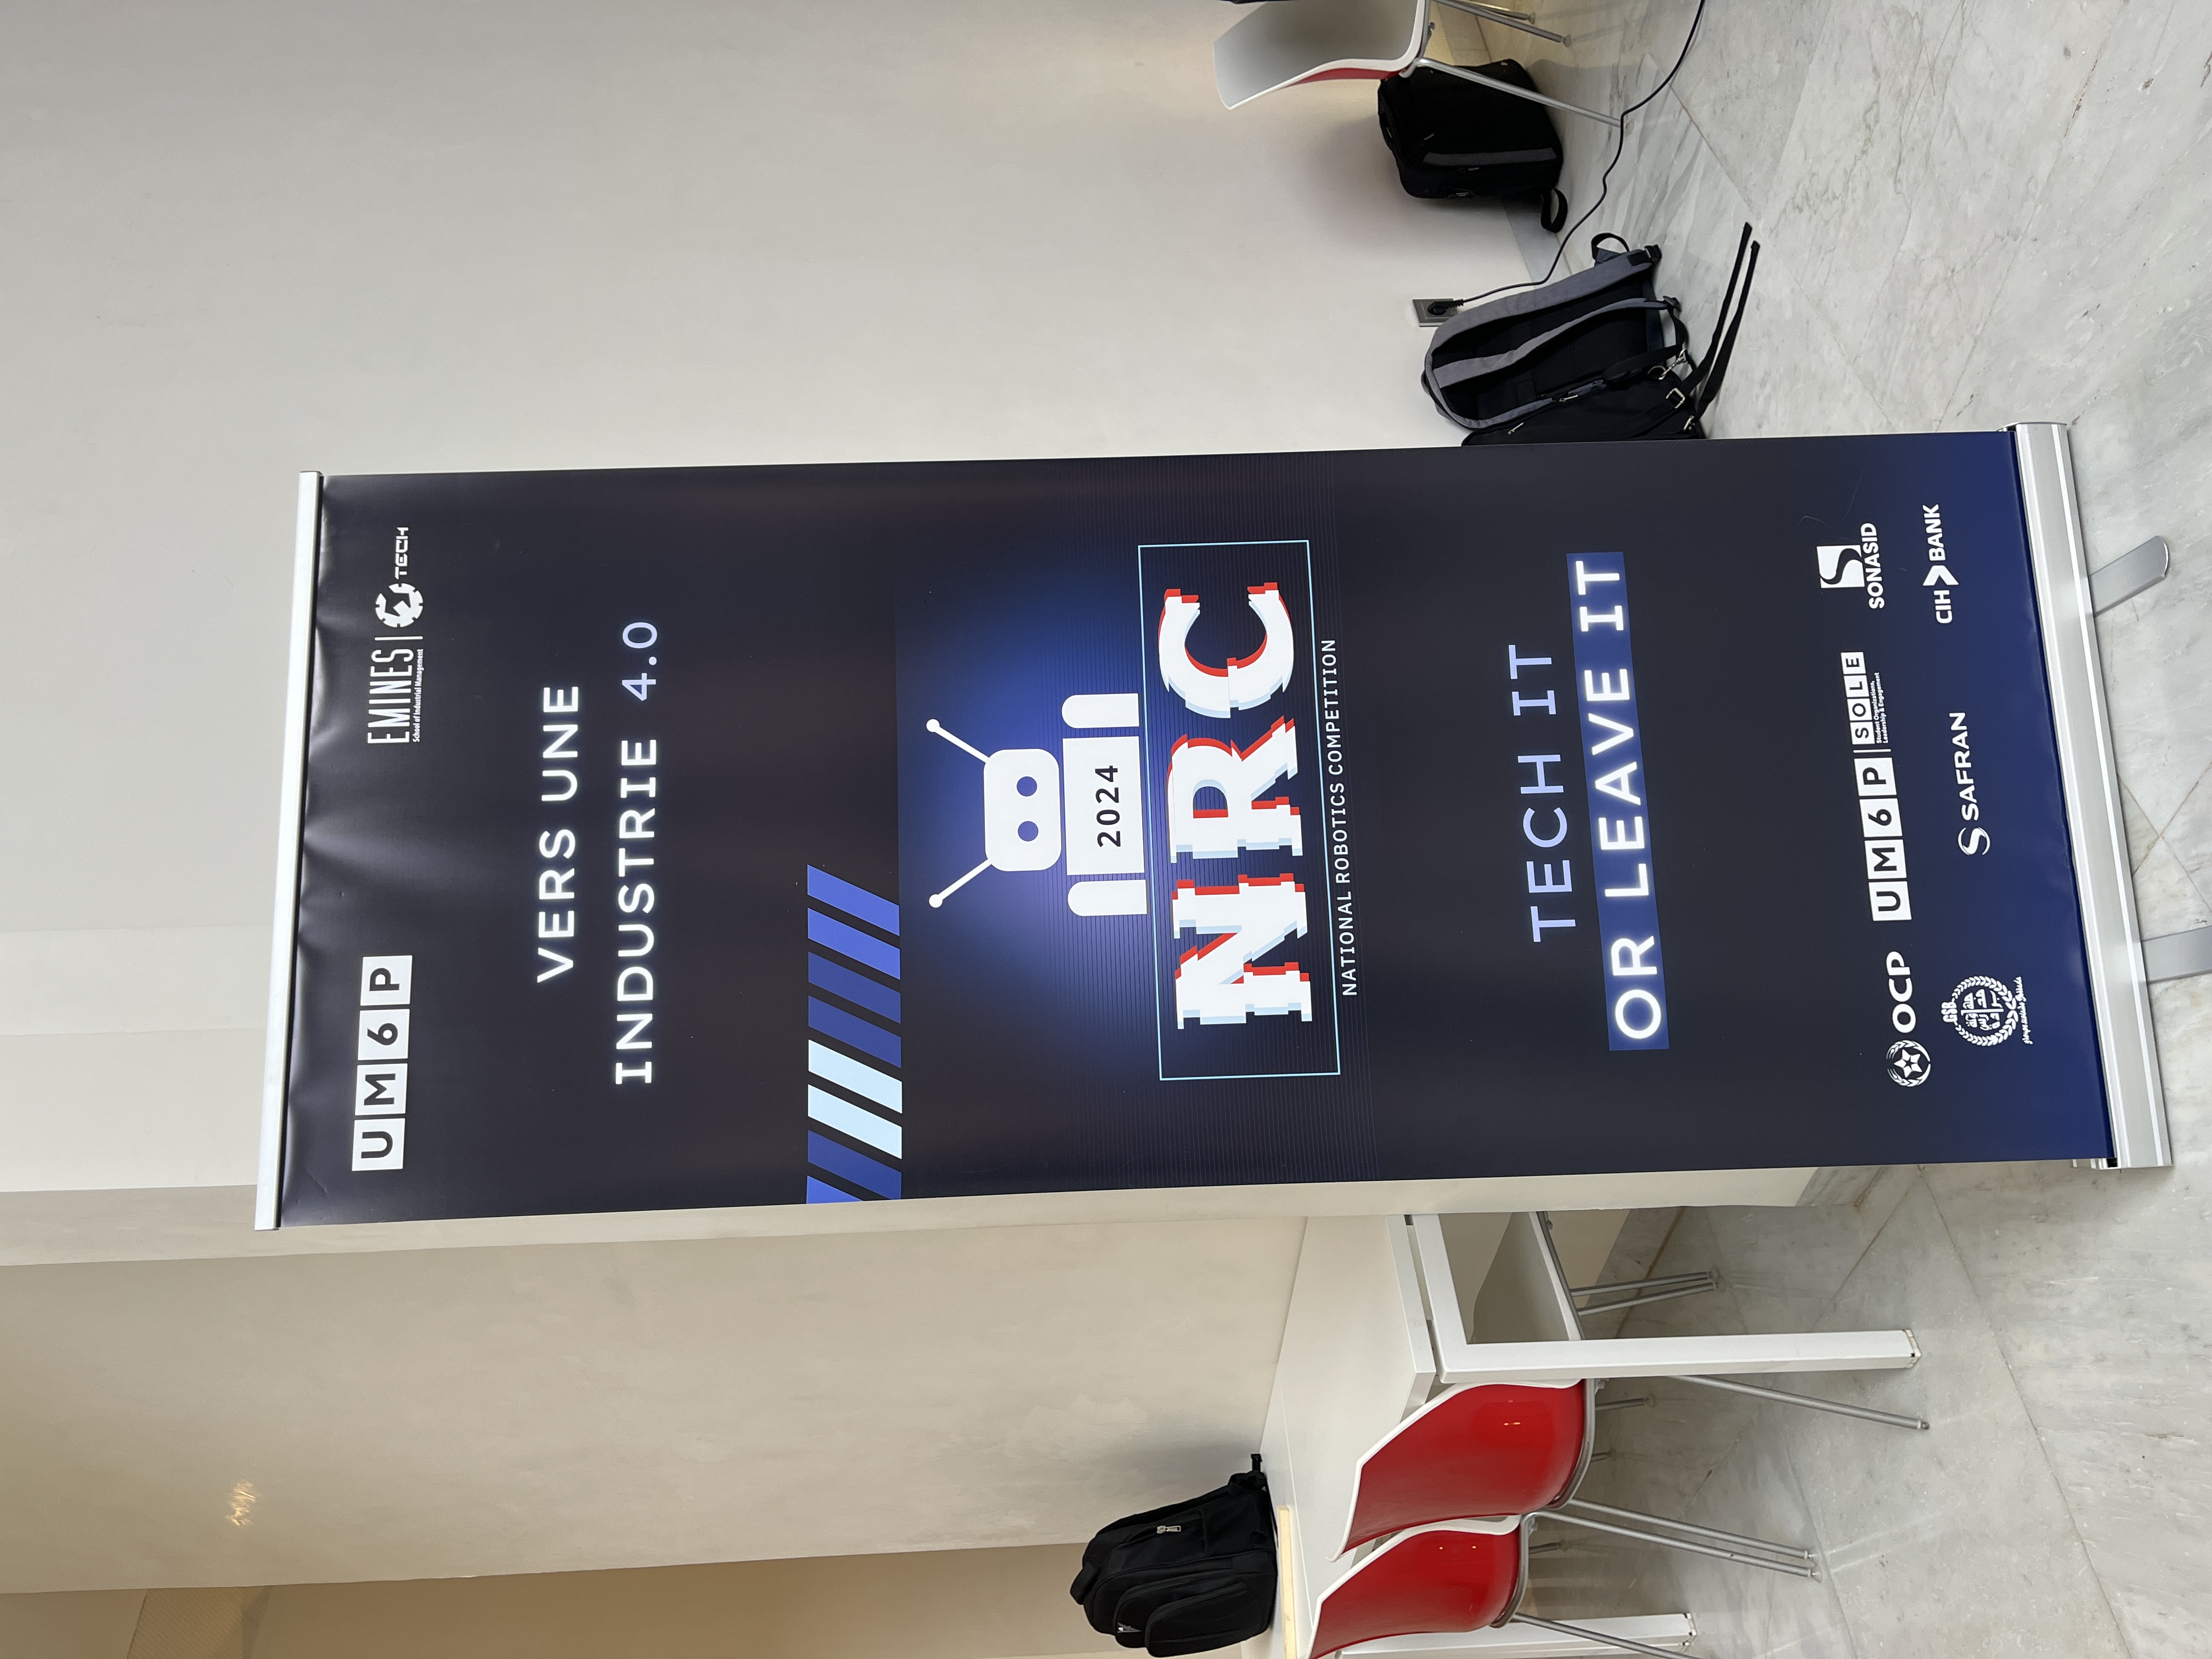 UM6P
EMINES
School of Industrial Management
TECH
VERS UNE
INDUSTRIE 4.0
2024
NRC
NATIONAL ROBOTICS COMPETITION
TECH IT
OR LEAVE IT
OCP
UM6P
SOLE
Student Organizations,
Leadership & Engagement
SONASID
GSB
SAFRAN
CIH BANK